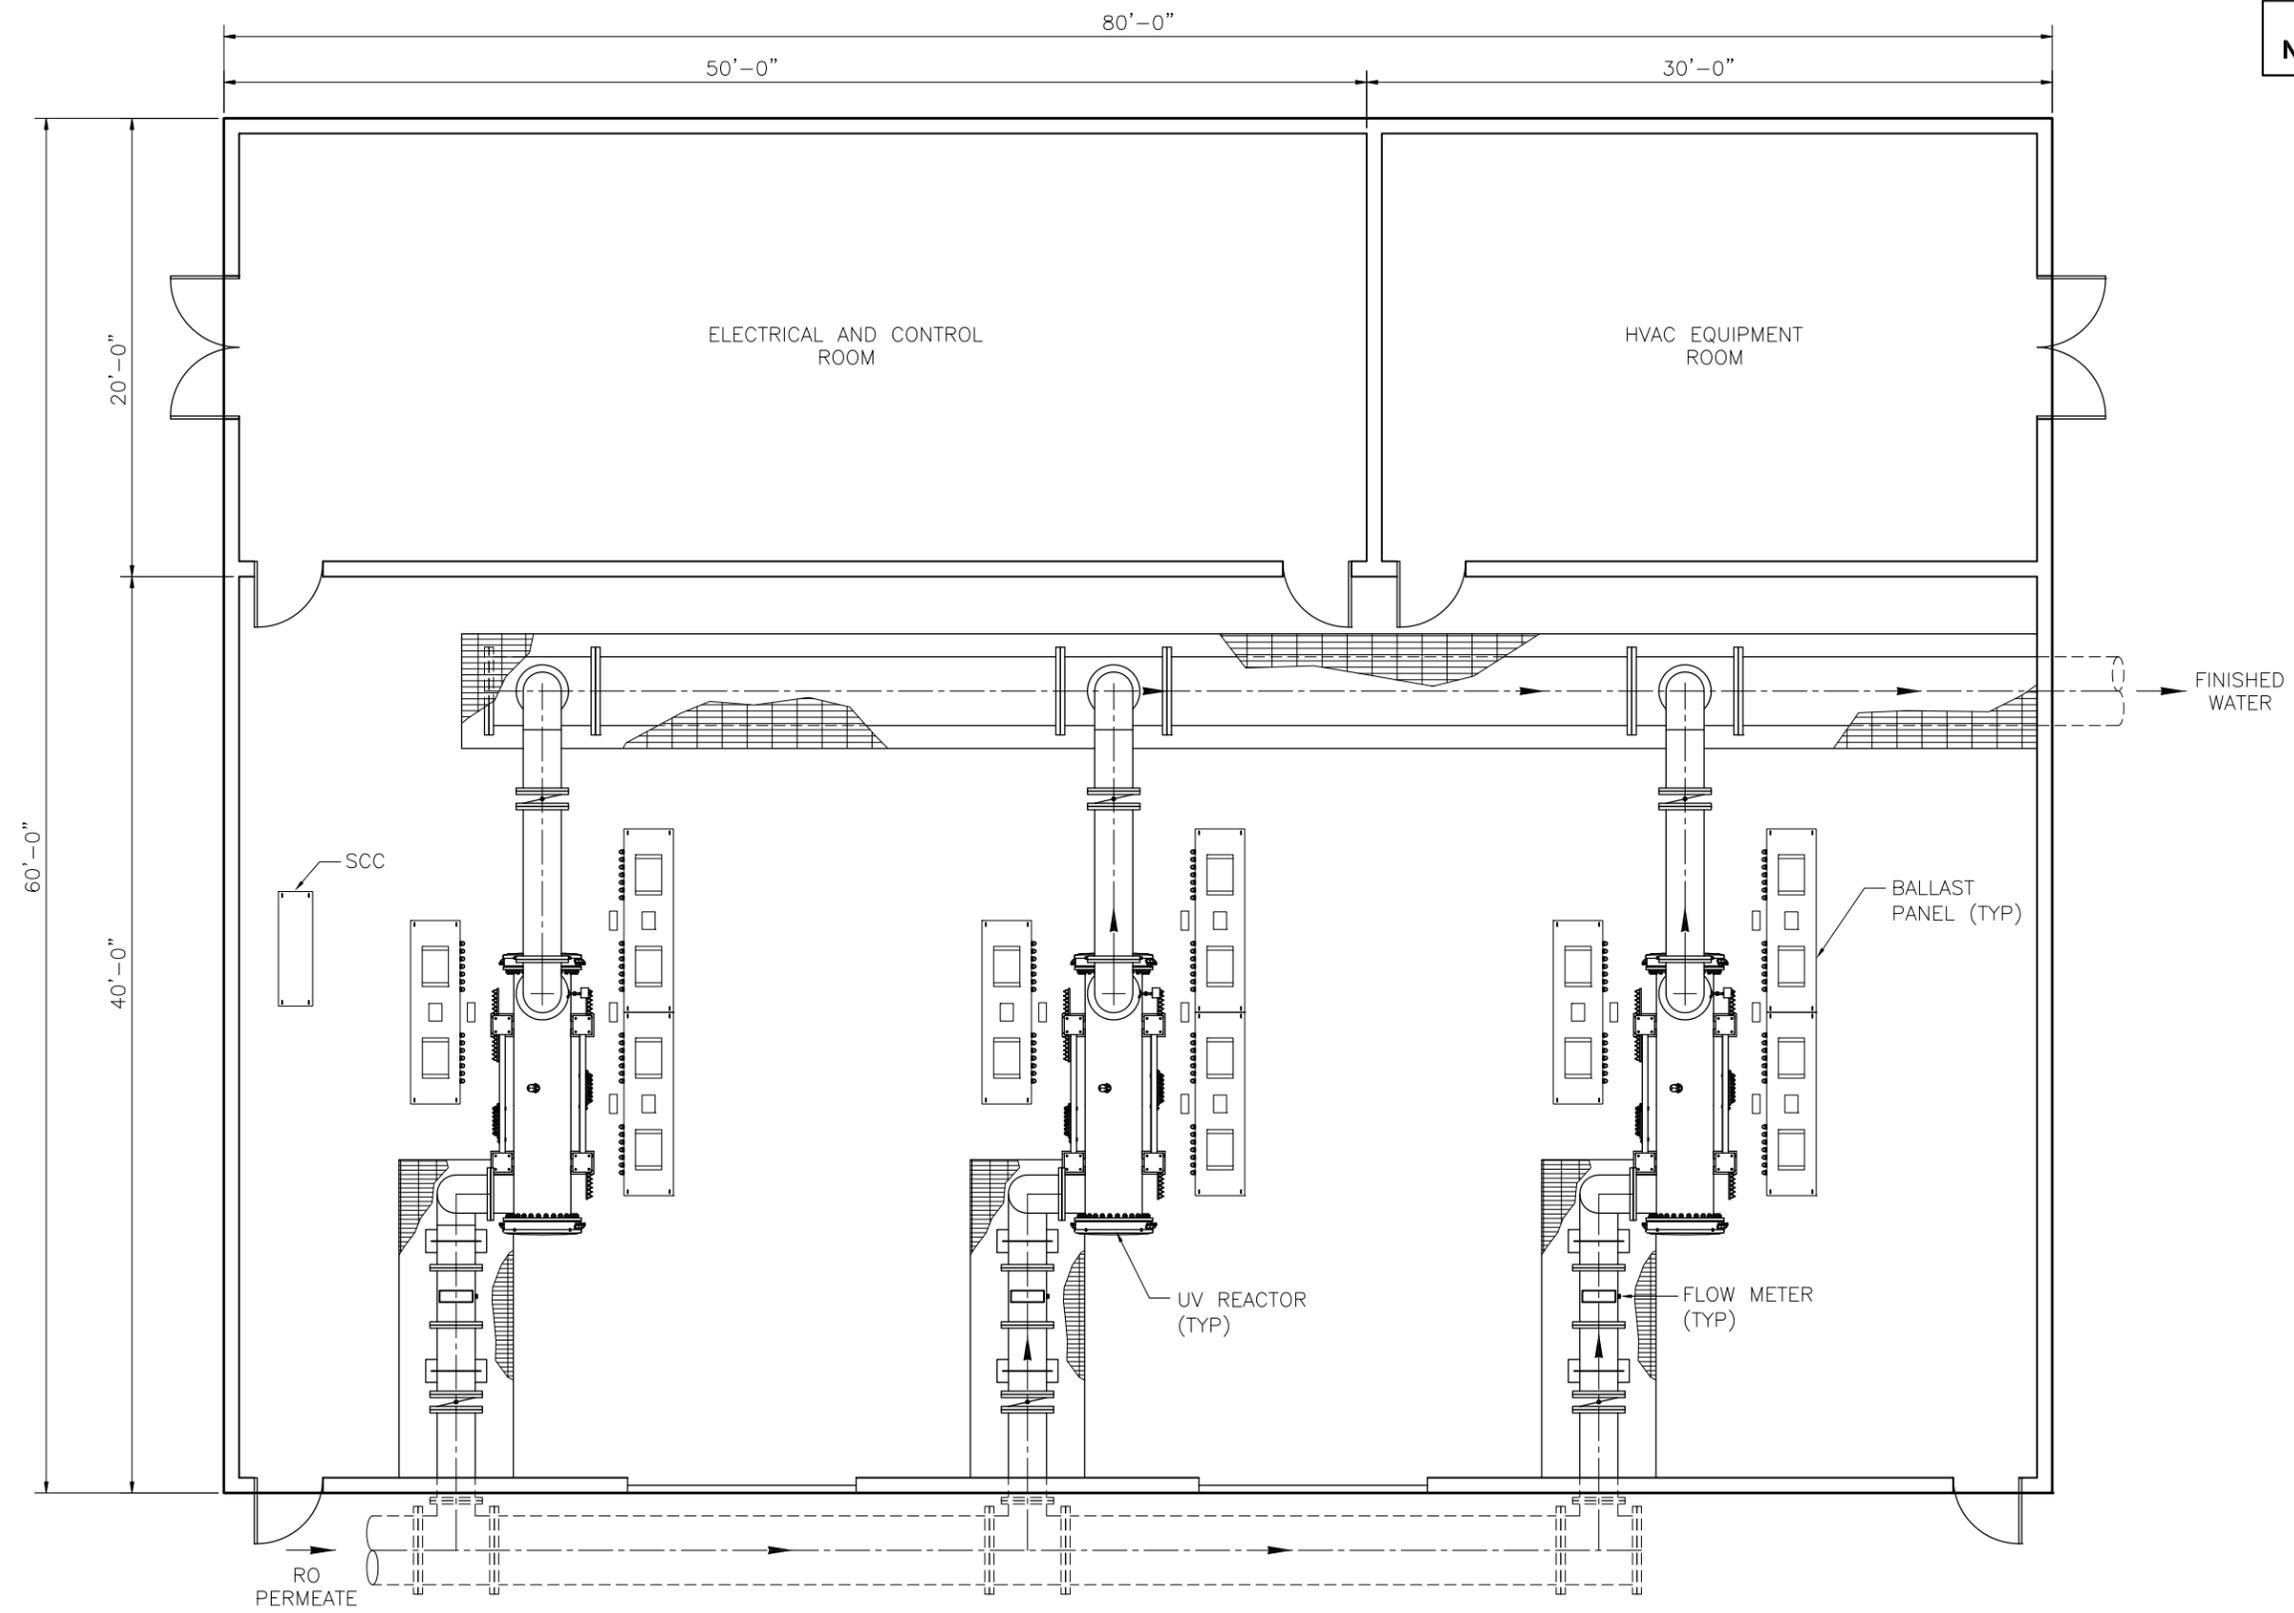 80'-0"
N
50'-0"
30'-0"
20'-0"
ELECTRICAL AND CONTROL
ROOM
HVAC EQUIPMENT
ROOM
FINISHED
WATER
60'-0"
40'-0"
SCC
BALLAST
PANEL (TYP)
UV REACTOR
(TYP)
FLOW METER
(TYP)
RO
PERMEATE